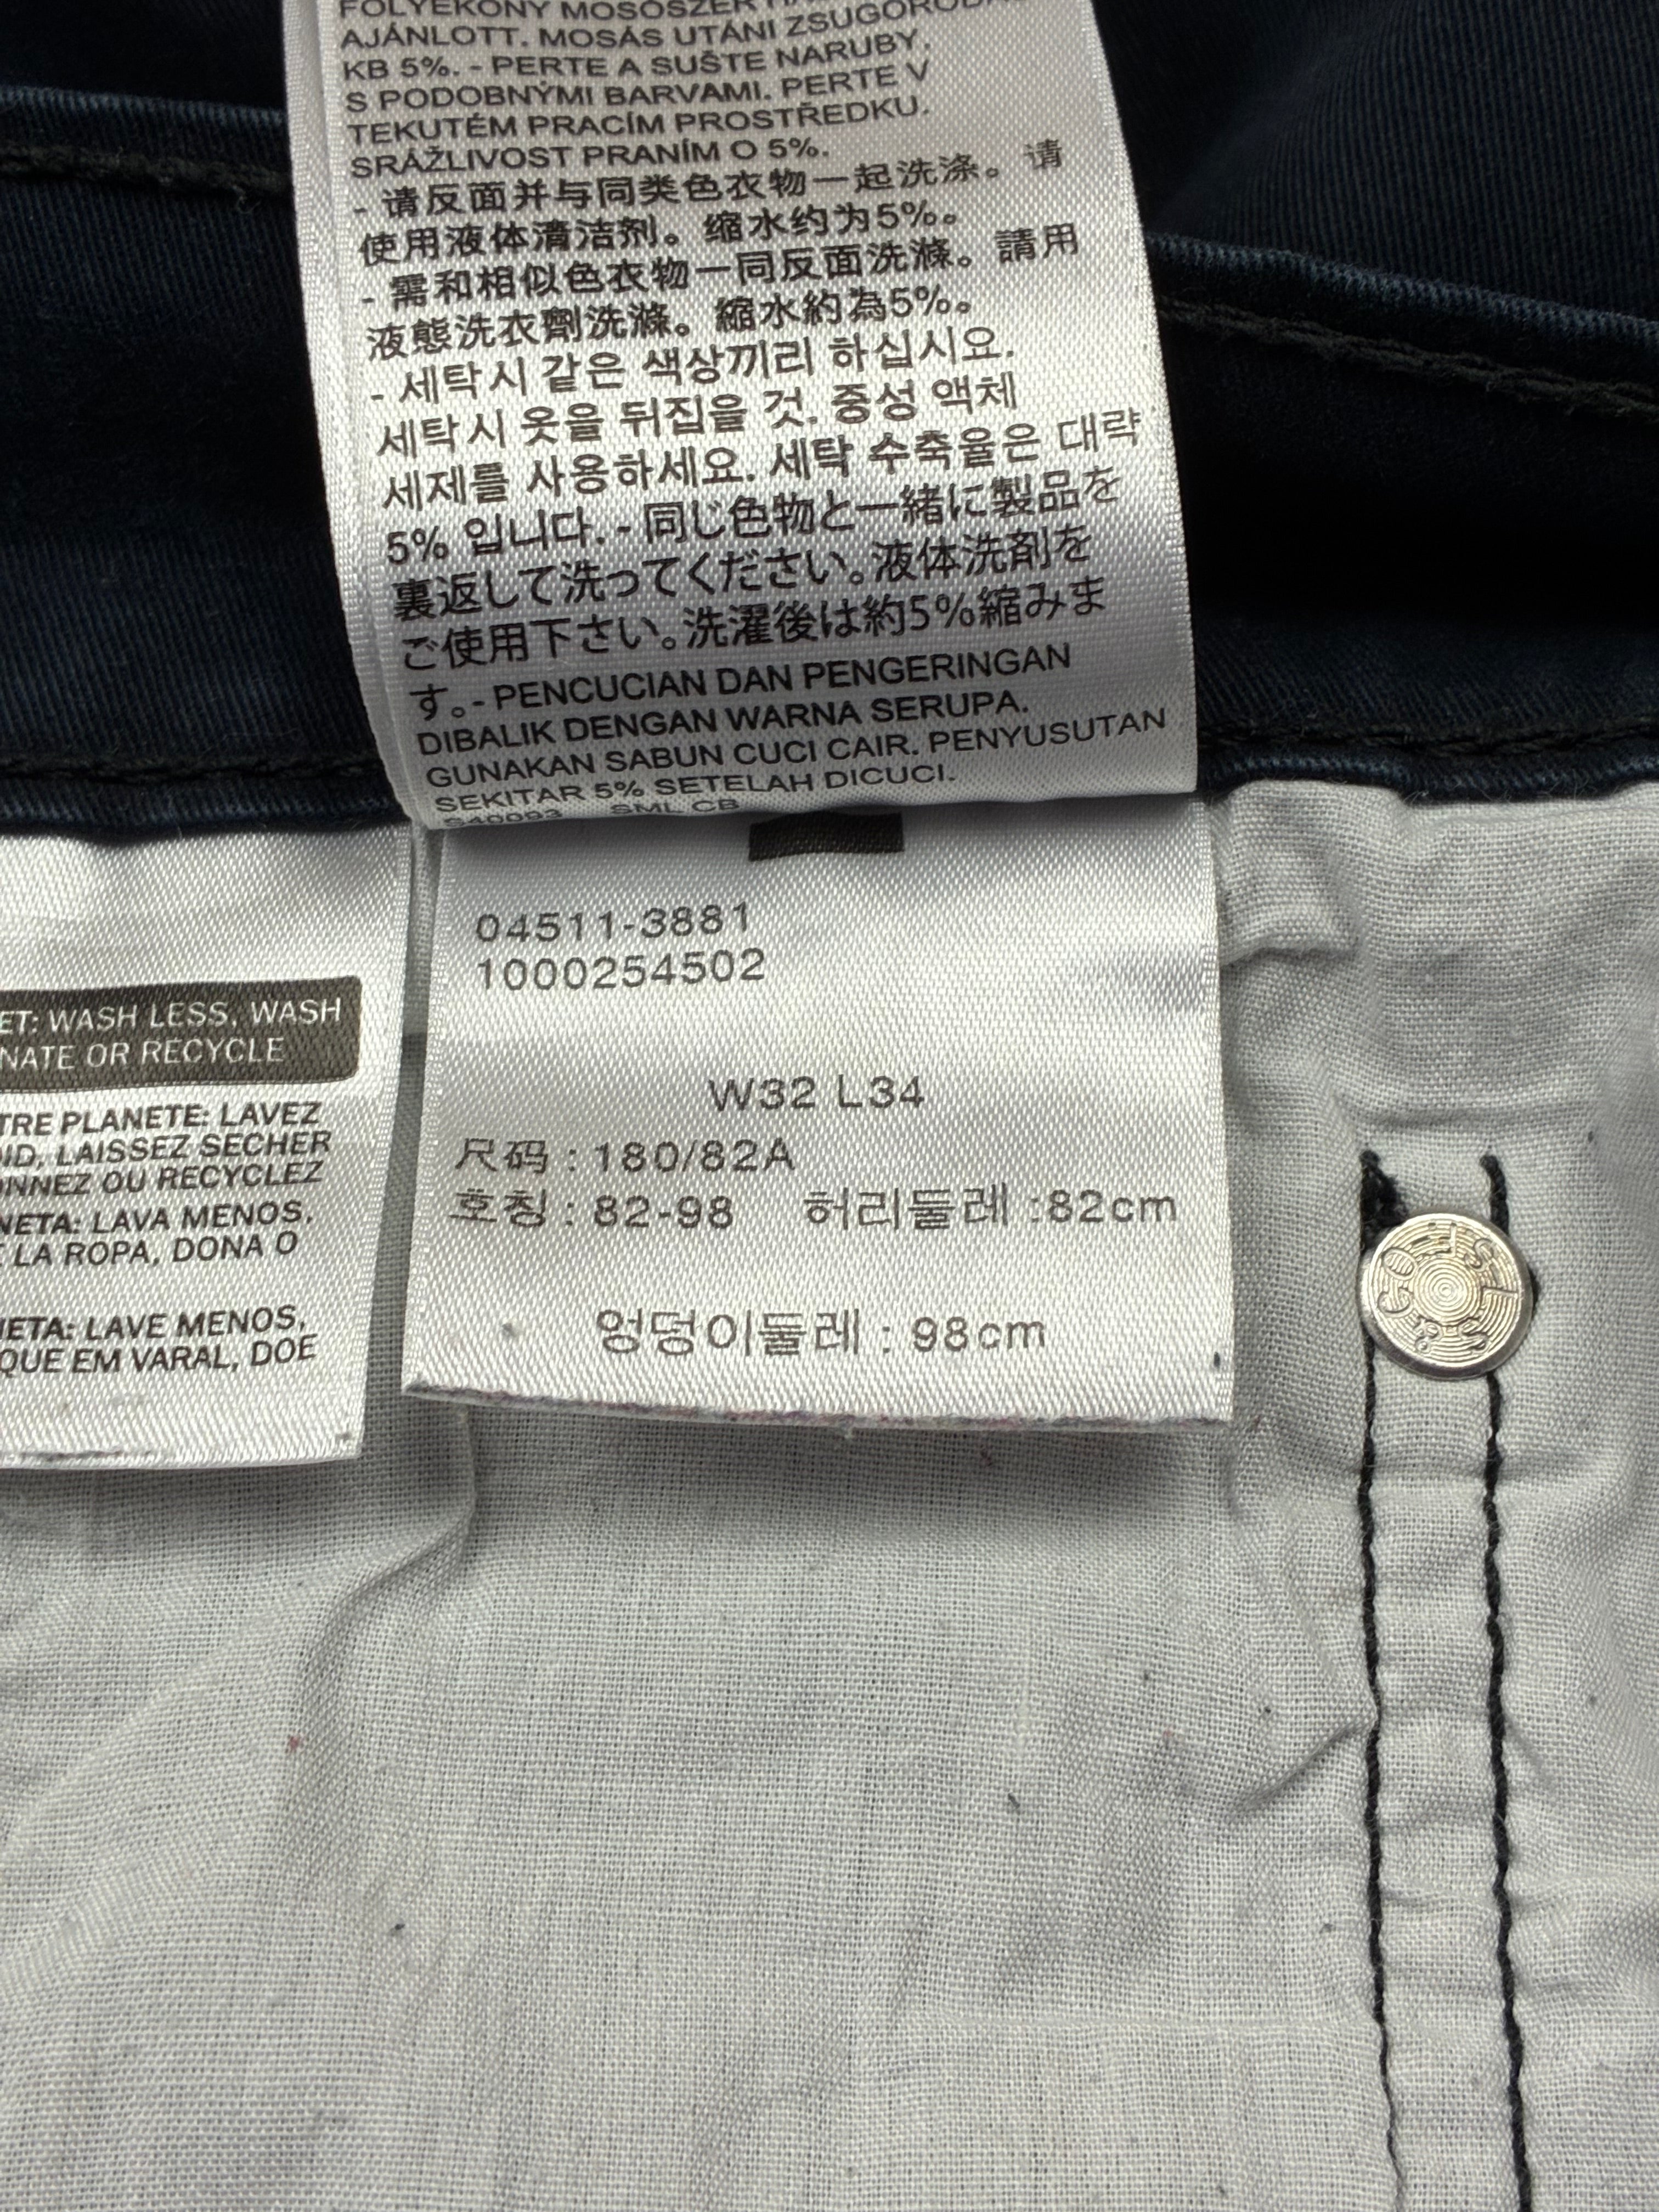 FOLYÉKONY MOSÓSZER
AJÁNLOTT. MOSÁS UTÁNI
KB 5%. - PERTE A SUŠTE NARUBY,
S PODOBNÝMI BARVAMI. PERTE V
TEKUTÉM PRACÍM PROSTŘEDKU.
SRÁŽLIVOST PRANÍM O 5%.
- 请反面并与同类色衣物一起洗涤。请
使用液体清洁剂。缩水约为5%。
- 需和相似色衣物一同反面洗滌。請用
液態洗衣劑洗滌。縮水約為5%。
- 세탁시 같은 색상끼리 하십시요.
세탁시 옷을 뒤집을 것. 중성 액체
세제를 사용하세요. 세탁 수축율은 대략
5% 입니다. - 同じ色物と一緒に製品を
裏返して洗ってください。液体洗剤を
ご使用下さい。洗濯後は約5%縮みま
す。- PENCUCIAN DAN PENGERINGAN
DIBALIK DENGAN WARNA SERUPA.
GUNAKAN SABUN CUCI CAIR. PENYUSUTAN
SEKITAR 5% SETELAH DICUCI.
S40093 SML CB
04511-3881
1000254502
W32 L34
尺码 : 180/82A
호칭 : 82-98 허리둘레 :82cm
엉덩이둘레 : 98cm
ET: WASH LESS, WASH
NATE OR RECYCLE
TRE PLANETE: LAVEZ
ID, LAISSEZ SECHER
ONNEZ OU RECYCLEZ
NETA: LAVA MENOS,
LA ROPA, DONA O
IETA: LAVE MENOS,
QUE EM VARAL, DOE
LS&CO